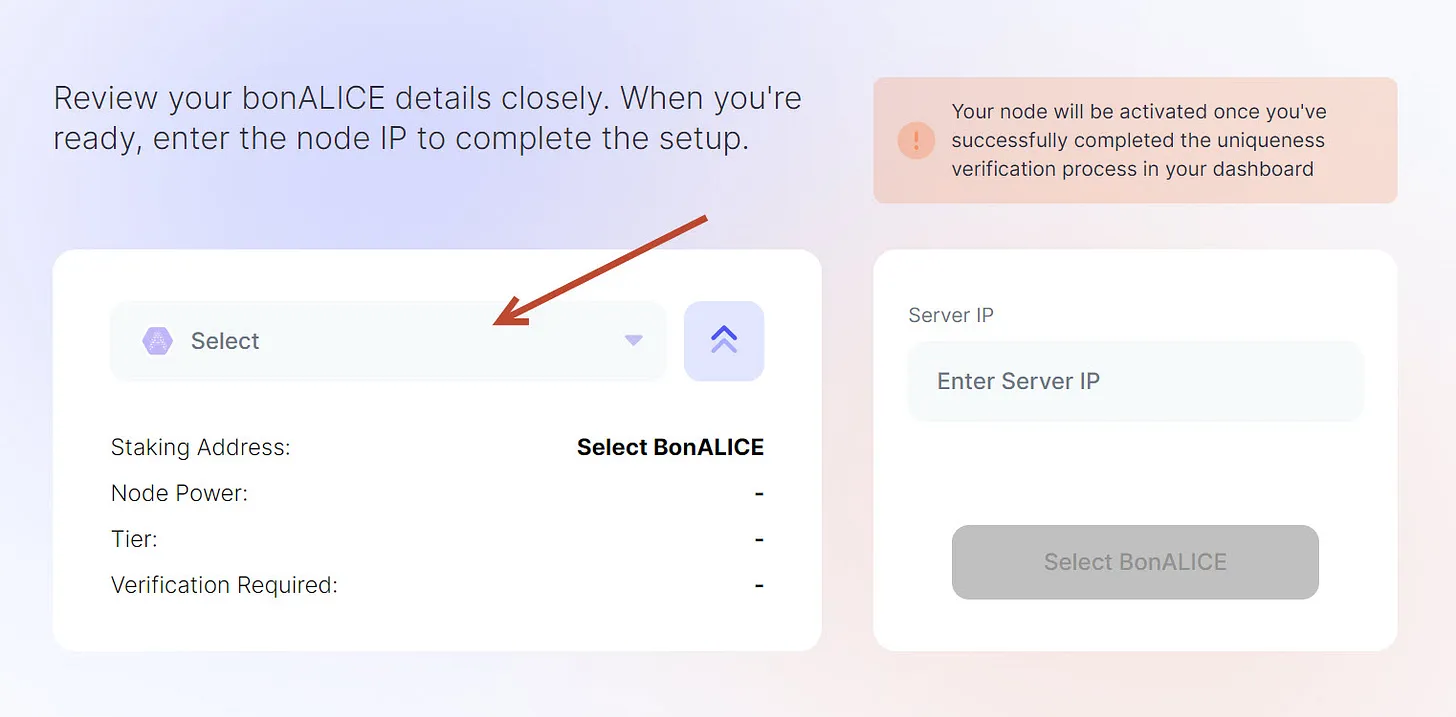 Review your bonALICE details closely. When you're
ready, enter the node IP to complete the setup.
Your node will be activated once you've
successfully completed the uniqueness
verification process in your dashboard
Select
Staking Address: Select BonALICE
Node Power: -
Tier: -
Verification Required: -
Server IP
Enter Server IP
Select BonALICE